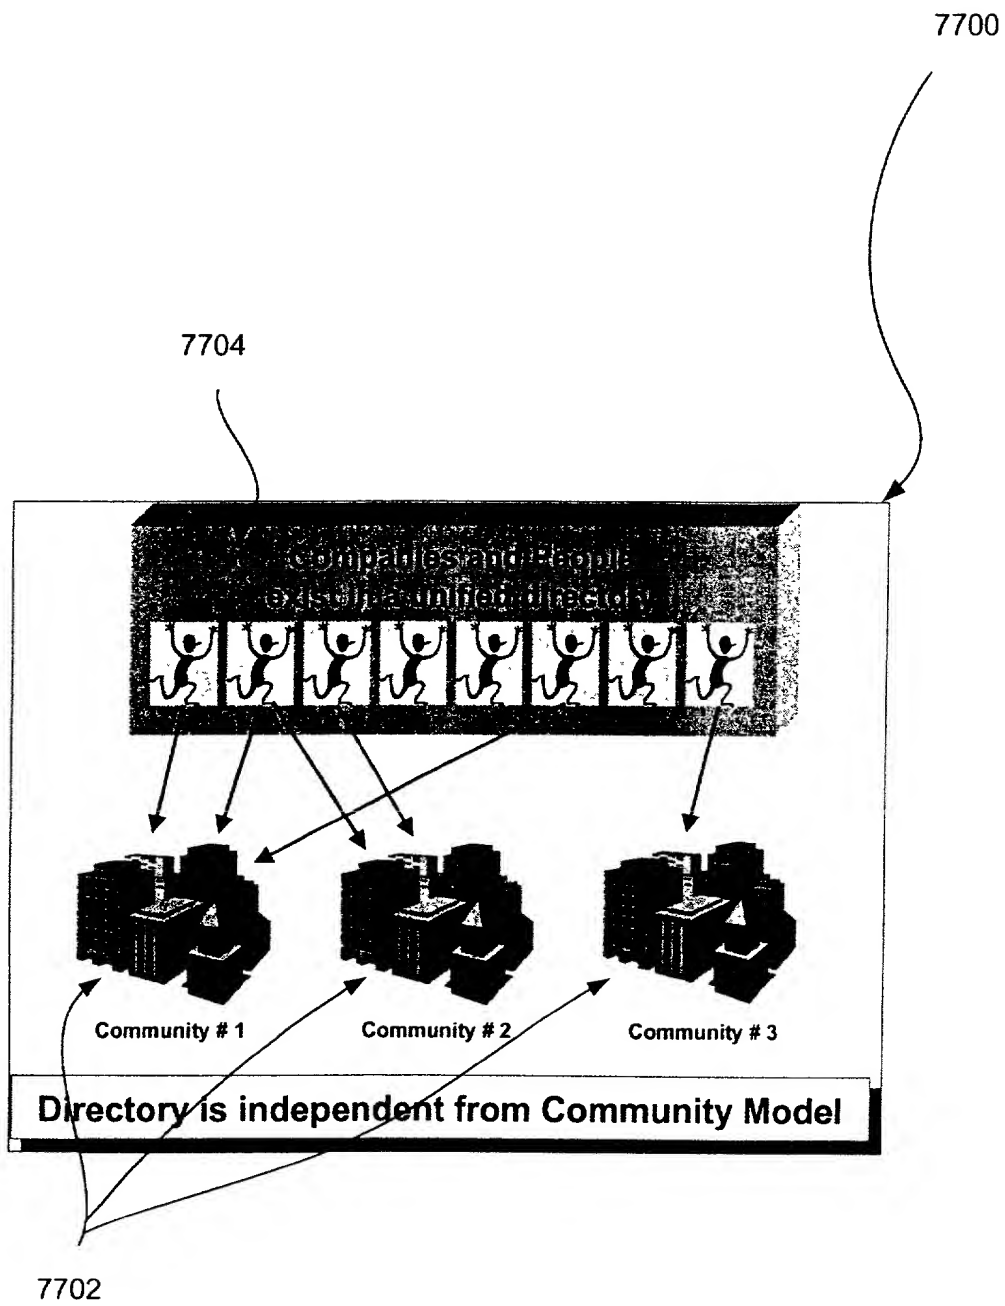 7700
7704
Companies and People
exist in a unified directory
Community # 1
Community # 2
Community # 3
Directory is independent from Community Model
7702